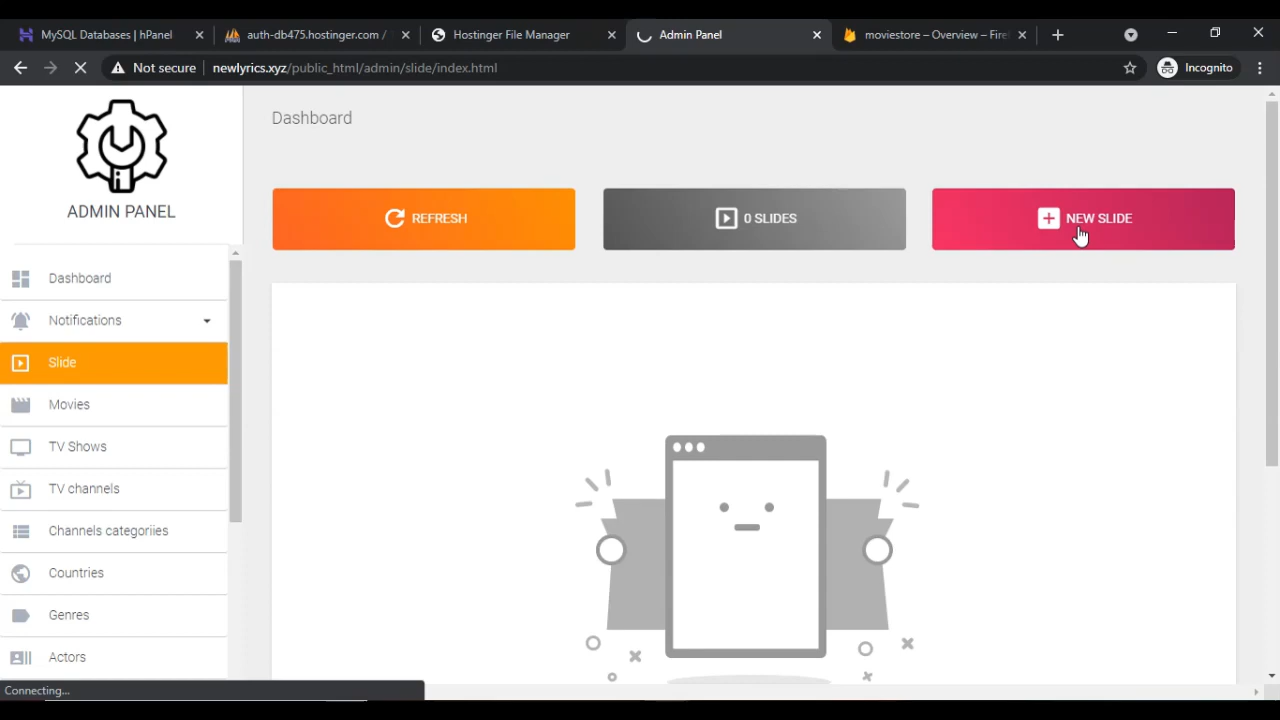 MySQL Databases | hPanel
auth-db475.hostinger.com /
Hostinger File Manager
Admin Panel
moviestore – Overview – Fire
Not secure
newlyrics.xyz/public_html/admin/slide/index.html
Incognito
ADMIN PANEL
Dashboard
REFRESH
0 SLIDES
NEW SLIDE
Dashboard
Notifications
Slide
Movies
TV Shows
TV channels
Channels categoriies
Countries
Genres
Actors
Connecting...